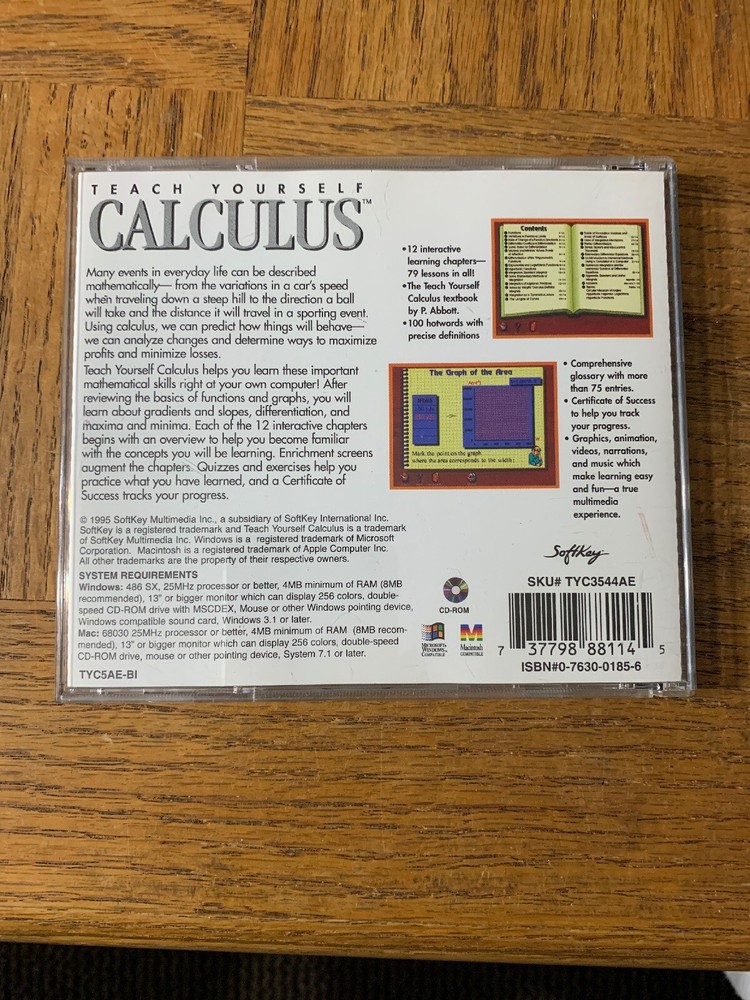 TEACH YOURSELF
CALCULUS™
Many events in everyday life can be described
mathematically— from the variations in a car's speed
when traveling down a steep hill to the direction a ball
will take and the distance it will travel in a sporting event.
Using calculus, we can predict how things will behave—
we can analyze changes and determine ways to maximize
profits and minimize losses.
Teach Yourself Calculus helps you learn these important
mathematical skills right at your own computer! After
reviewing the basics of functions and graphs, you will
learn about gradients and slopes, differentiation, and
maxima and minima. Each of the 12 interactive chapters
begins with an overview to help you become familiar
with the concepts you will be learning. Enrichment screens
augment the chapters. Quizzes and exercises help you
practice what you have learned, and a Certificate of
Success tracks your progress.
•12 interactive
learning chapters—
79 lessons in all!
•The Teach Yourself
Calculus textbook
by P. Abbott.
•100 hotwords with
precise definitions
Contents
The Graph of the Area
Mark the point on the graph
where the area corresponds to the width!
• Comprehensive
glossary with more
than 75 entries.
• Certificate of Success
to help you track
your progress.
• Graphics, animation,
videos, narrations,
and music which
make learning easy
and fun—a true
multimedia
experience.
© 1995 SoftKey Multimedia Inc., a subsidiary of SoftKey International Inc.
SoftKey is a registered trademark and Teach Yourself Calculus is a trademark
of SoftKey Multimedia Inc. Windows is a registered trademark of Microsoft
Corporation. Macintosh is a registered trademark of Apple Computer Inc.
All other trademarks are the property of their respective owners.
SYSTEM REQUIREMENTS
Windows: 486 SX, 25MHz processor or better, 4MB minimum of RAM (8MB
recommended), 13" or bigger monitor which can display 256 colors, double-
speed CD-ROM drive with MSCDEX, Mouse or other Windows pointing device,
Windows compatible sound card, Windows 3.1 or later.
Mac: 68030 25MHz processor or better, 4MB minimum of RAM (8MB recom-
mended), 13" or bigger monitor which can display 256 colors, double-speed
CD-ROM drive, mouse or other pointing device, System 7.1 or later.
TYC5AE-BI
CD-ROM
MICROSOFT
WINDOWS
COMPATIBLE
Macintosh
COMPATIBLE
SoftKey
SKU# TYC3544AE
7 37798 88114 5
ISBN#0-7630-0185-6